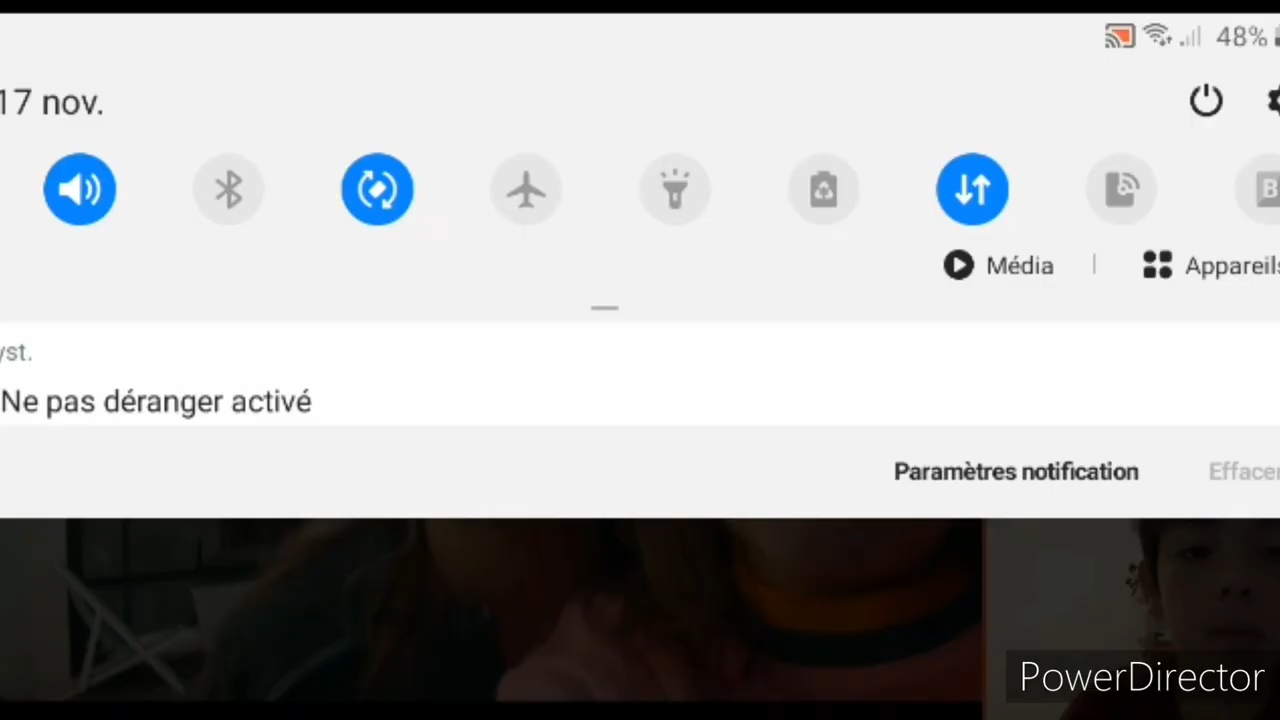 48%
17 nov.
Média | Appareils
yst.
Ne pas déranger activé
Paramètres notification
Effacer
PowerDirector